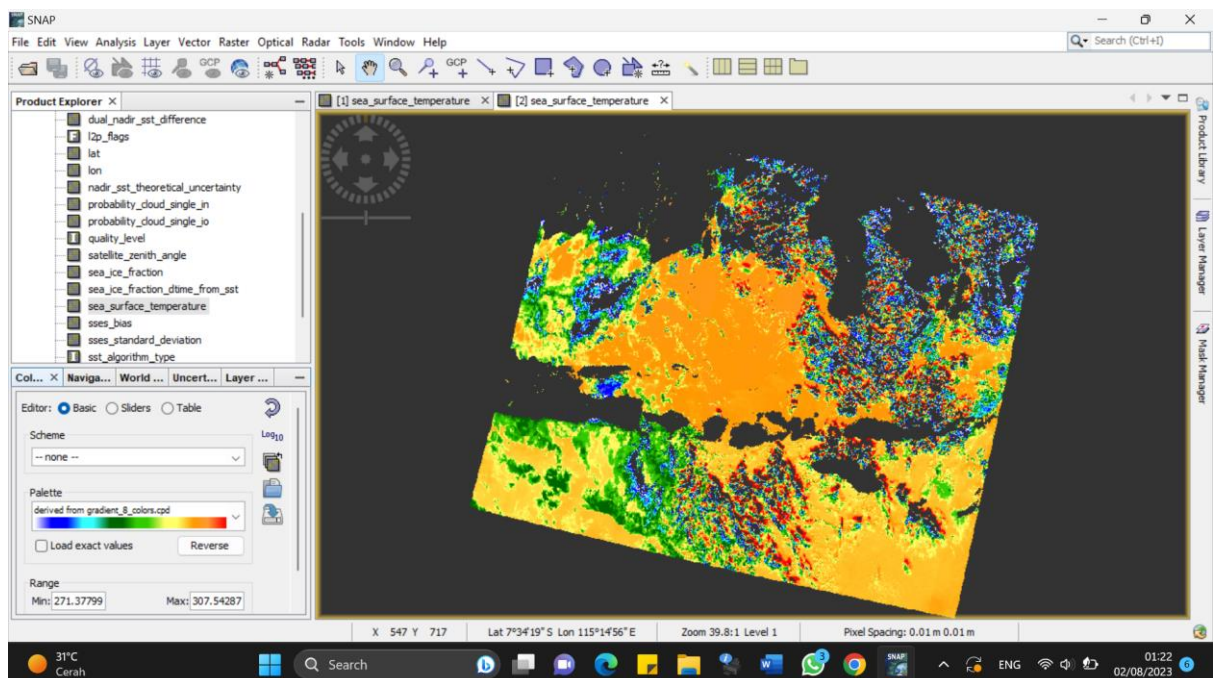 SNAP
File Edit View Analysis Layer Vector Raster Optical Radar Tools Window Help
Search (Ctrl+I)
GCP
GCP
Product Explorer
[1] sea_surface_temperature
[2] sea_surface_temperature
dual_nadir_sst_difference
l2p_flags
lat
lon
nadir_sst_theoretical_uncertainty
probability_cloud_single_in
probability_cloud_single_io
quality_level
satellite_zenith_angle
sea_ice_fraction
sea_ice_fraction_dtime_from_sst
sea_surface_temperature
sses_bias
sses_standard_deviation
sst_algorithm_type
Product Library
Layer Manager
Mask Manager
Col... Naviga... World ... Uncert... Layer ...
Editor: Basic Sliders Table
Scheme
Log10
-- none --
Palette
derived from gradient_8_colors.cpd
Load exact values Reverse
Range
Min: 271.37799 Max: 307.54287
X 547 Y 717 Lat 7°34'19" S Lon 115°14'56" E Zoom 39.8:1 Level 1 Pixel Spacing: 0.01 m 0.01 m
31°C
Cerah
Search
3
SNAP
ENG
01:22
02/08/2023
6